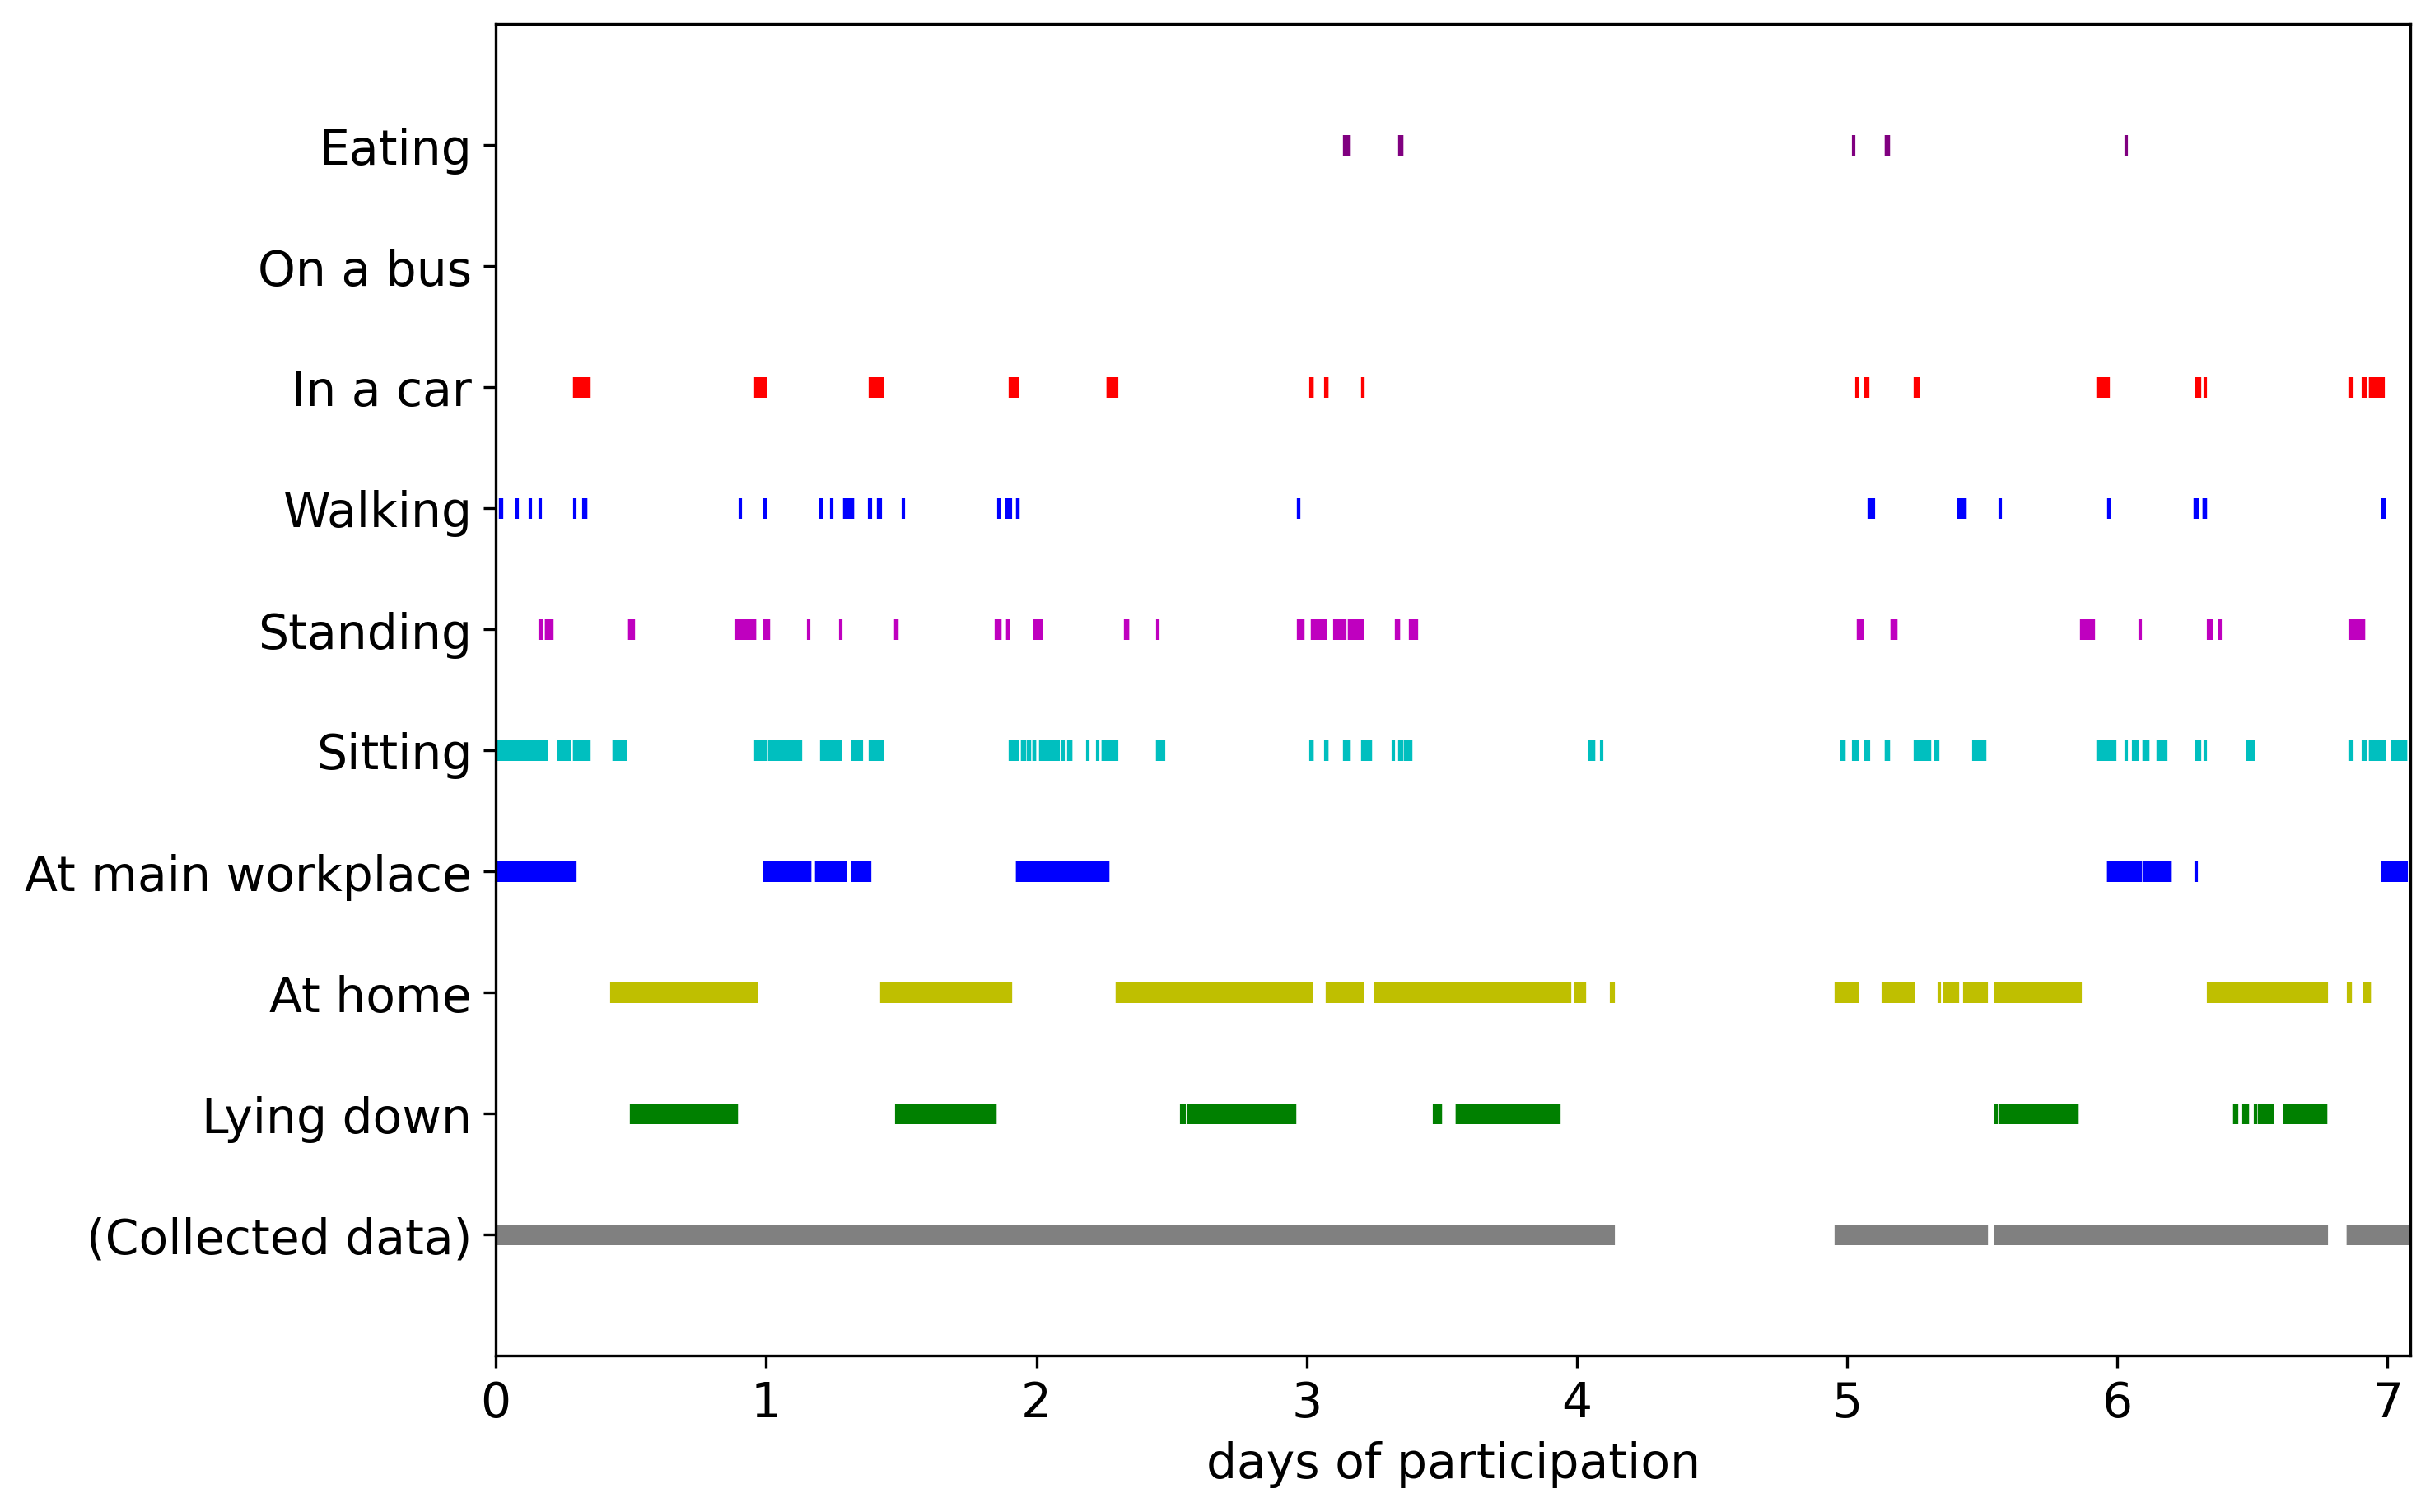 Eating
On a bus
In a car
Walking
Standing
Sitting
At main workplace
At home
Lying down
(Collected data)
0 1 2 3 4 5 6 7
days of participation